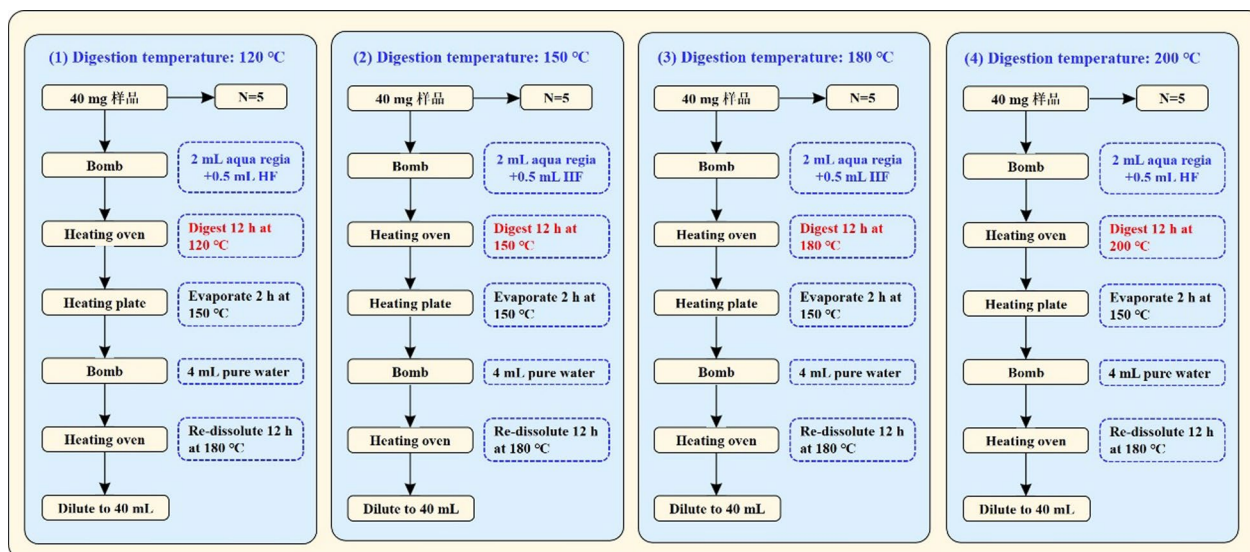 (1) Digestion temperature: 120 ℃
40 mg 样品
N=5
Bomb
2 mL aqua regia
+0.5 mL HF
Heating oven
Digest 12 h at
120 ℃
Heating plate
Evaporate 2 h at
150 ℃
Bomb
4 mL pure water
Heating oven
Re-dissolute 12 h
at 180 ℃
Dilute to 40 mL
(2) Digestion temperature: 150 ℃
40 mg 样品
N=5
Bomb
2 mL aqua regia
+0.5 mL HF
Heating oven
Digest 12 h at
150 ℃
Heating plate
Evaporate 2 h at
150 ℃
Bomb
4 mL pure water
Heating oven
Re-dissolute 12 h
at 180 ℃
Dilute to 40 mL
(3) Digestion temperature: 180 ℃
40 mg 样品
N=5
Bomb
2 mL aqua regia
+0.5 mL HF
Heating oven
Digest 12 h at
180 ℃
Heating plate
Evaporate 2 h at
150 ℃
Bomb
4 mL pure water
Heating oven
Re-dissolute 12 h
at 180 ℃
Dilute to 40 mL
(4) Digestion temperature: 200 ℃
40 mg 样品
N=5
Bomb
2 mL aqua regia
+0.5 mL HF
Heating oven
Digest 12 h at
200 ℃
Heating plate
Evaporate 2 h at
150 ℃
Bomb
4 mL pure water
Heating oven
Re-dissolute 12 h
at 180 ℃
Dilute to 40 mL